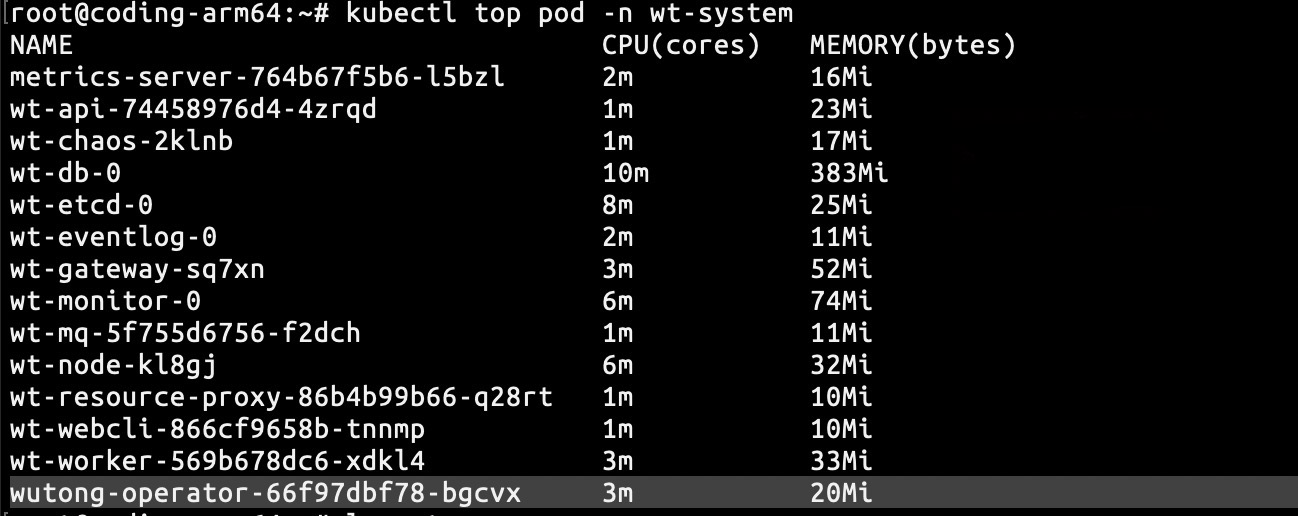 [root@coding-arm64:~# kubectl top pod -n wt-system
NAME CPU(cores) MEMORY(bytes)
metrics-server-764b67f5b6-l5bzl 2m 16Mi
wt-api-74458976d4-4zrqd 1m 23Mi
wt-chaos-2klnb 1m 17Mi
wt-db-0 10m 383Mi
wt-etcd-0 8m 25Mi
wt-eventlog-0 2m 11Mi
wt-gateway-sq7xn 3m 52Mi
wt-monitor-0 6m 74Mi
wt-mq-5f755d6756-f2dch 1m 11Mi
wt-node-kl8gj 6m 32Mi
wt-resource-proxy-86b4b99b66-q28rt 1m 10Mi
wt-webcli-866cf9658b-tnnmp 1m 10Mi
wt-worker-569b678dc6-xdkl4 3m 33Mi
wutong-operator-66f97dbf78-bgcvx 3m 20Mi